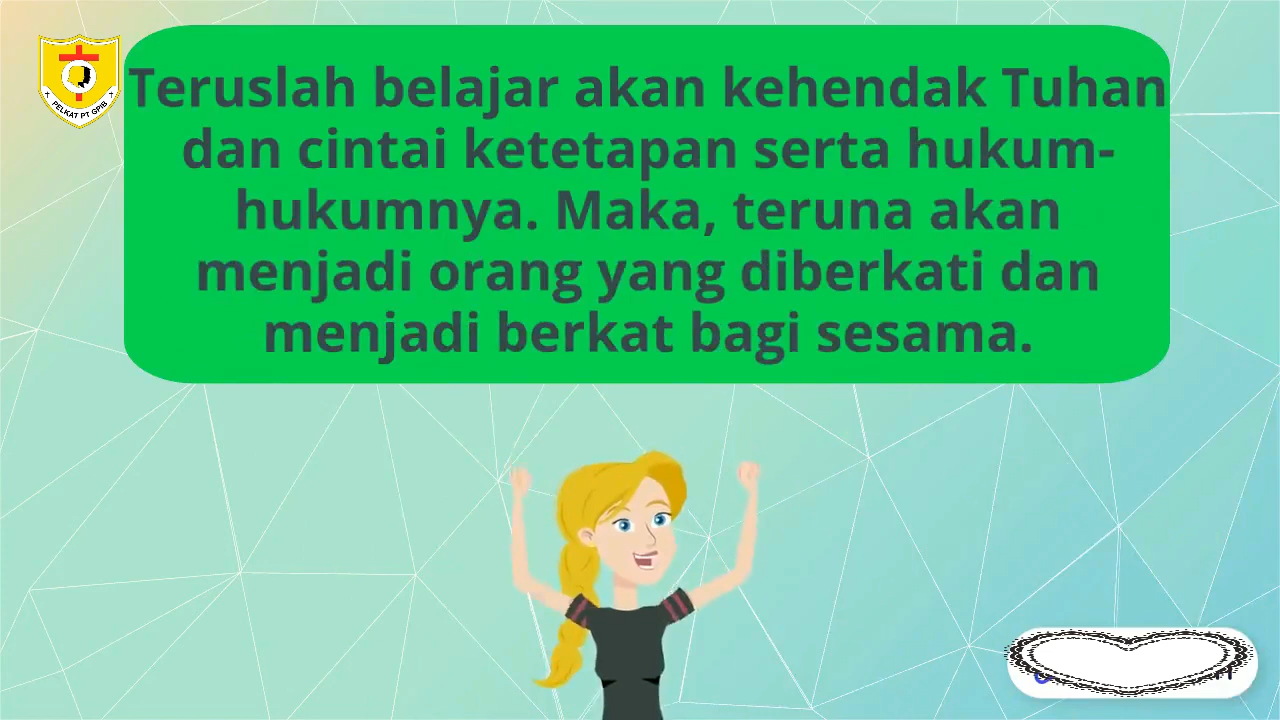 Teruslah belajar akan kehendak Tuhan
dan cintai ketetapan serta hukum-
hukumnya. Maka, teruna akan
menjadi orang yang diberkati dan
menjadi berkat bagi sesama.
PELKAT PT GPIB